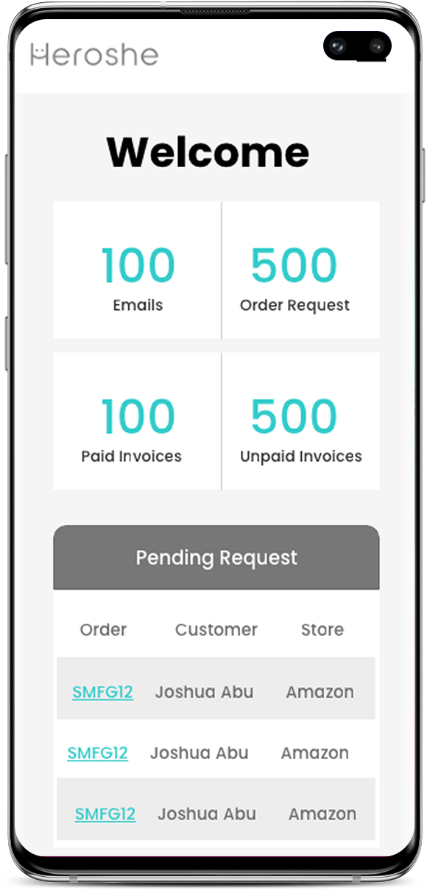 Heroshe
Welcome
100 500
Emails Order Request
100 500
Paid Invoices Unpaid Invoices
Pending Request
Order Customer Store
SMFG12 Joshua Abu Amazon
SMFG12 Joshua Abu Amazon
SMFG12 Joshua Abu Amazon